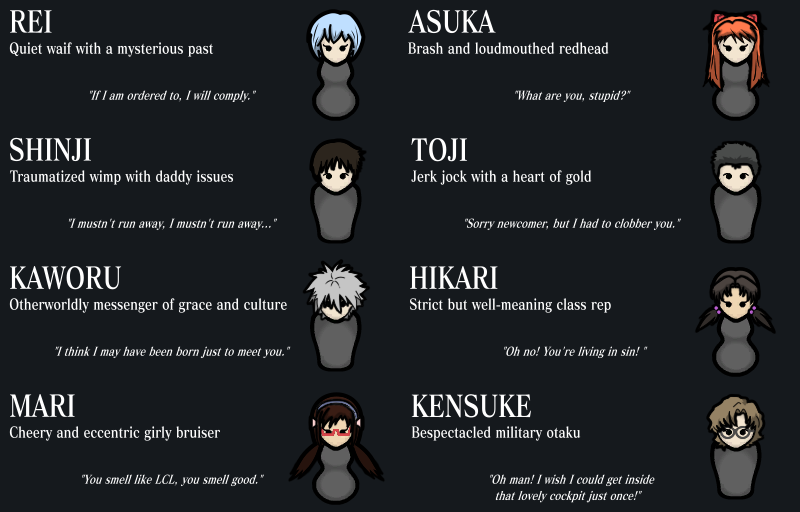 REI
Quiet waif with a mysterious past
"If I am ordered to, I will comply."
ASUKA
Brash and loudmouthed redhead
"What are you, stupid?"
SHINJI
Traumatized wimp with daddy issues
"I mustn't run away, I mustn't run away..."
TOJI
Jerk jock with a heart of gold
"Sorry newcomer, but I had to clobber you."
KAWORU
Otherworldly messenger of grace and culture
"I think I may have been born just to meet you."
HIKARI
Strict but well-meaning class rep
"Oh no! You're living in sin! "
MARI
Cheery and eccentric girly bruiser
"You smell like LCL, you smell good."
KENSUKE
Bespectacled military otaku
"Oh man! I wish I could get inside
that lovely cockpit just once!"